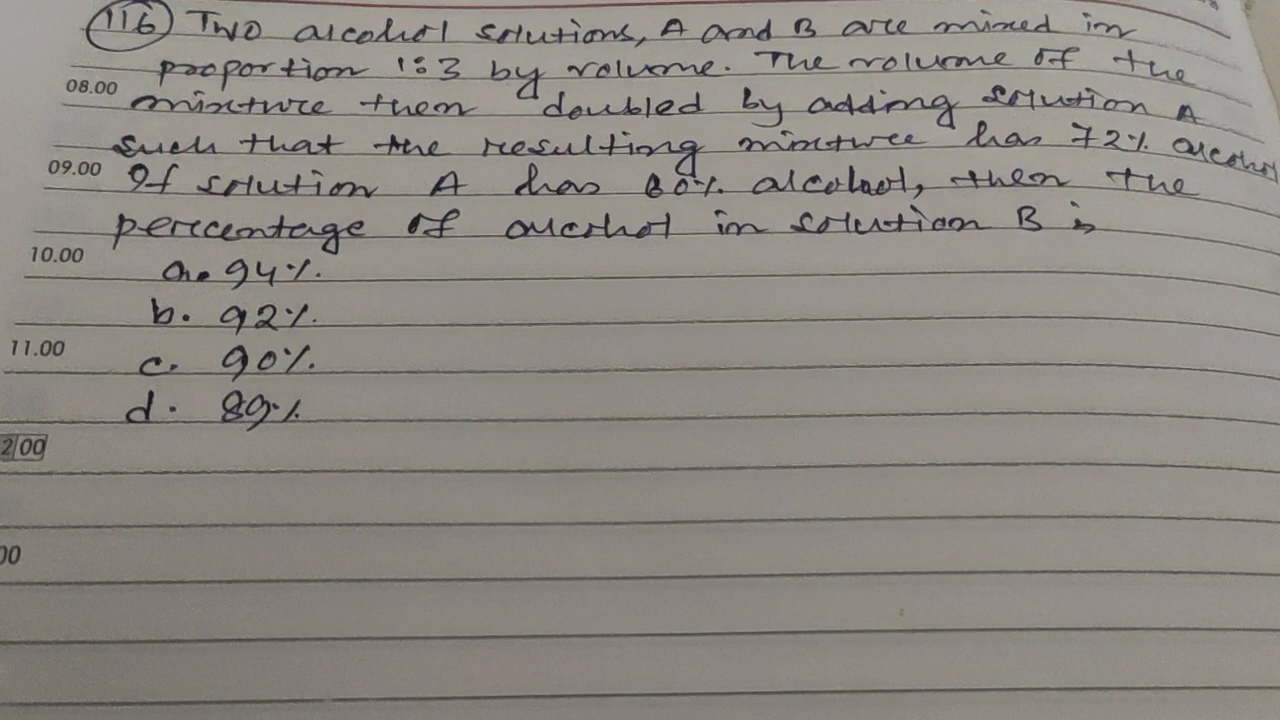 116 Two alcohol solutions, A and B are mixed in
proportion 1:3 by volume. The volume of the
08.00
mixture then doubled by adding solution A
such that the resulting mixture has 72% alcohol
09.00
If solution A has 60% alcohol, then the
percentage of alcohol in solution B is
10.00
a. 94%.
b. 92%.
11.00
c. 90%.
d. 89%
2 00
00